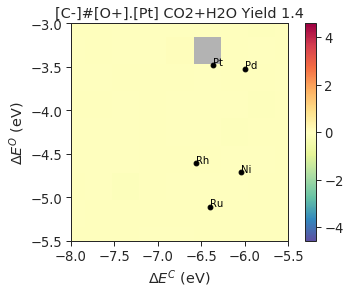 [C-]#[O+].[Pt] CO2+H2O Yield 1.4
−3.0
−3.5
−4.0
−4.5
−5.0
−5.5
ΔE^O (eV)
Pt
Pd
Rh
Ni
Ru
−8.0 −7.5 −7.0 −6.5 −6.0 −5.5
ΔE^C (eV)
4
2
0
−2
−4